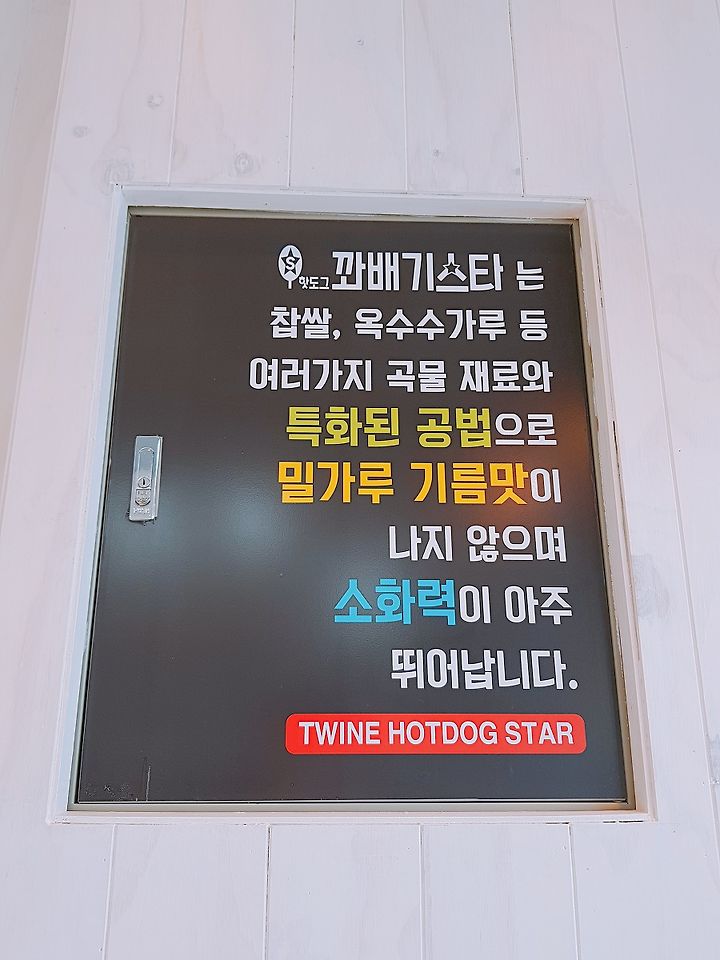 핫도그 꽈배기스타 는
찹쌀, 옥수수가루 등
여러가지 곡물 재료와
특화된 공법으로
밀가루 기름맛이
나지 않으며
소화력이 아주
뛰어납니다.
TWINE HOTDOG STAR